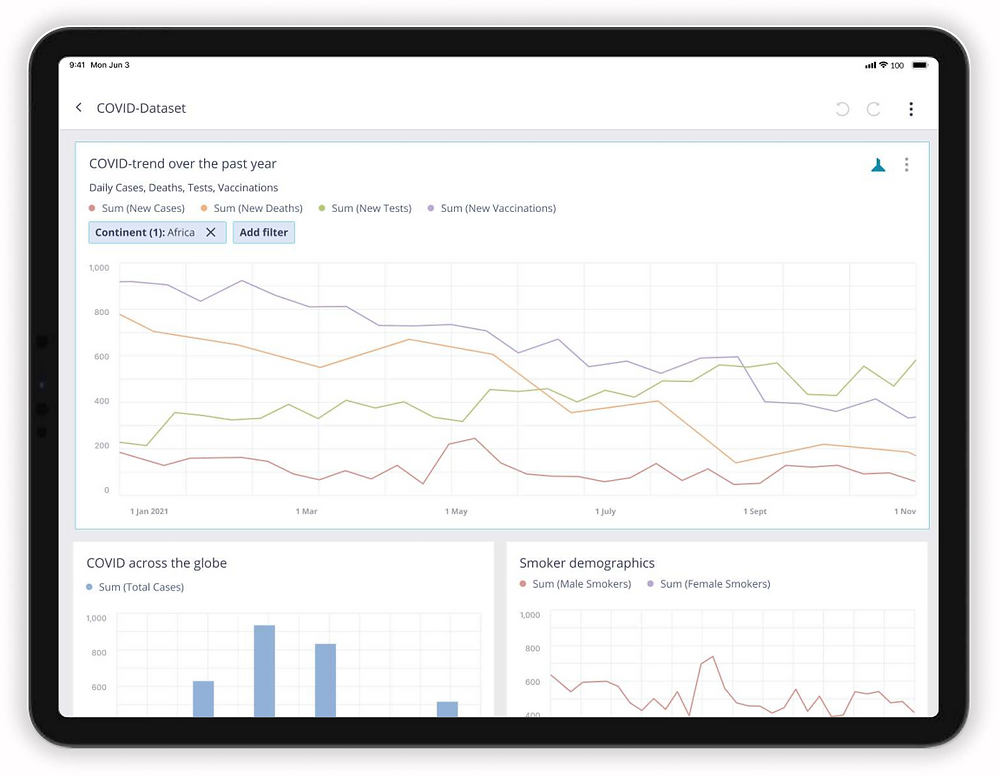 9:41 Mon Jun 3
100
COVID-Dataset
COVID-trend over the past year
Daily Cases, Deaths, Tests, Vaccinations
Sum (New Cases) Sum (New Deaths) Sum (New Tests) Sum (New Vaccinations)
Continent (1): Africa Add filter
1,000
800
600
400
200
0
1 Jan 2021 1 Mar 1 May 1 July 1 Sept 1 Nov
COVID across the globe
Sum (Total Cases)
1,000
800
600
Smoker demographics
Sum (Male Smokers) Sum (Female Smokers)
1,000
800
600
400